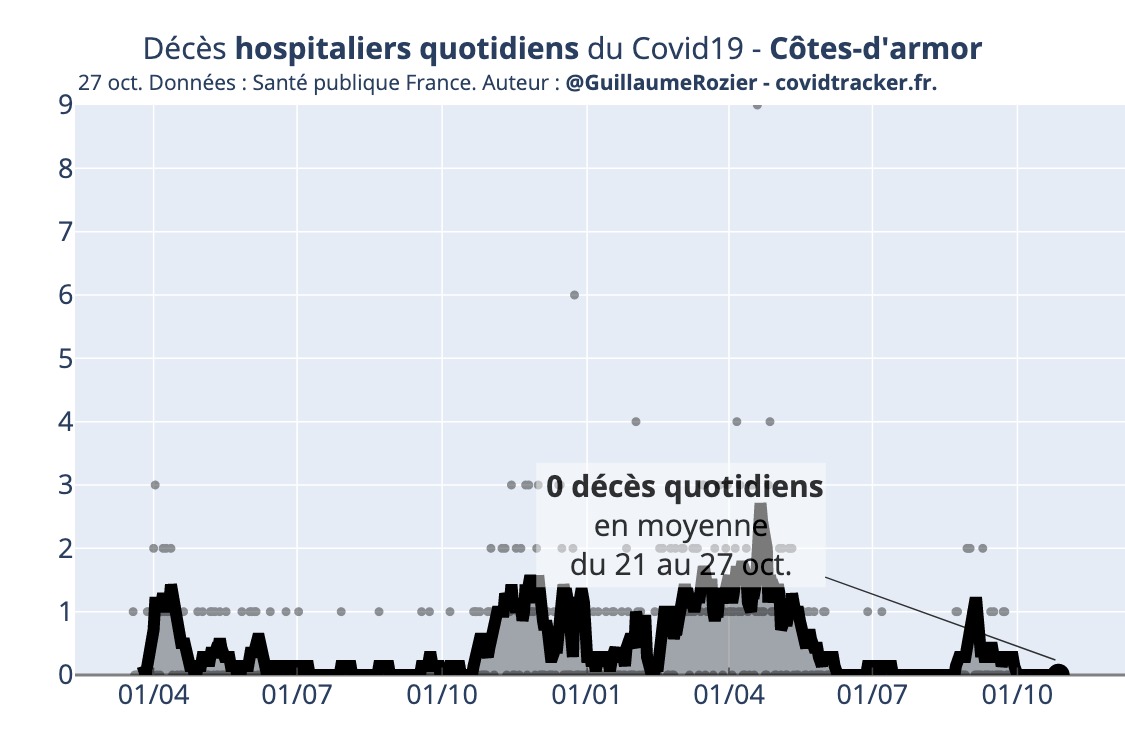 Décès hospitaliers quotidiens du Covid19 - Côtes-d'armor
27 oct. Données : Santé publique France. Auteur : @GuillaumeRozier - covidtracker.fr.
9
8
7
6
5
4
3
2
1
0
0 décès quotidiens
en moyenne
du 21 au 27 oct.
01/04 01/07 01/10 01/01 01/04 01/07 01/10